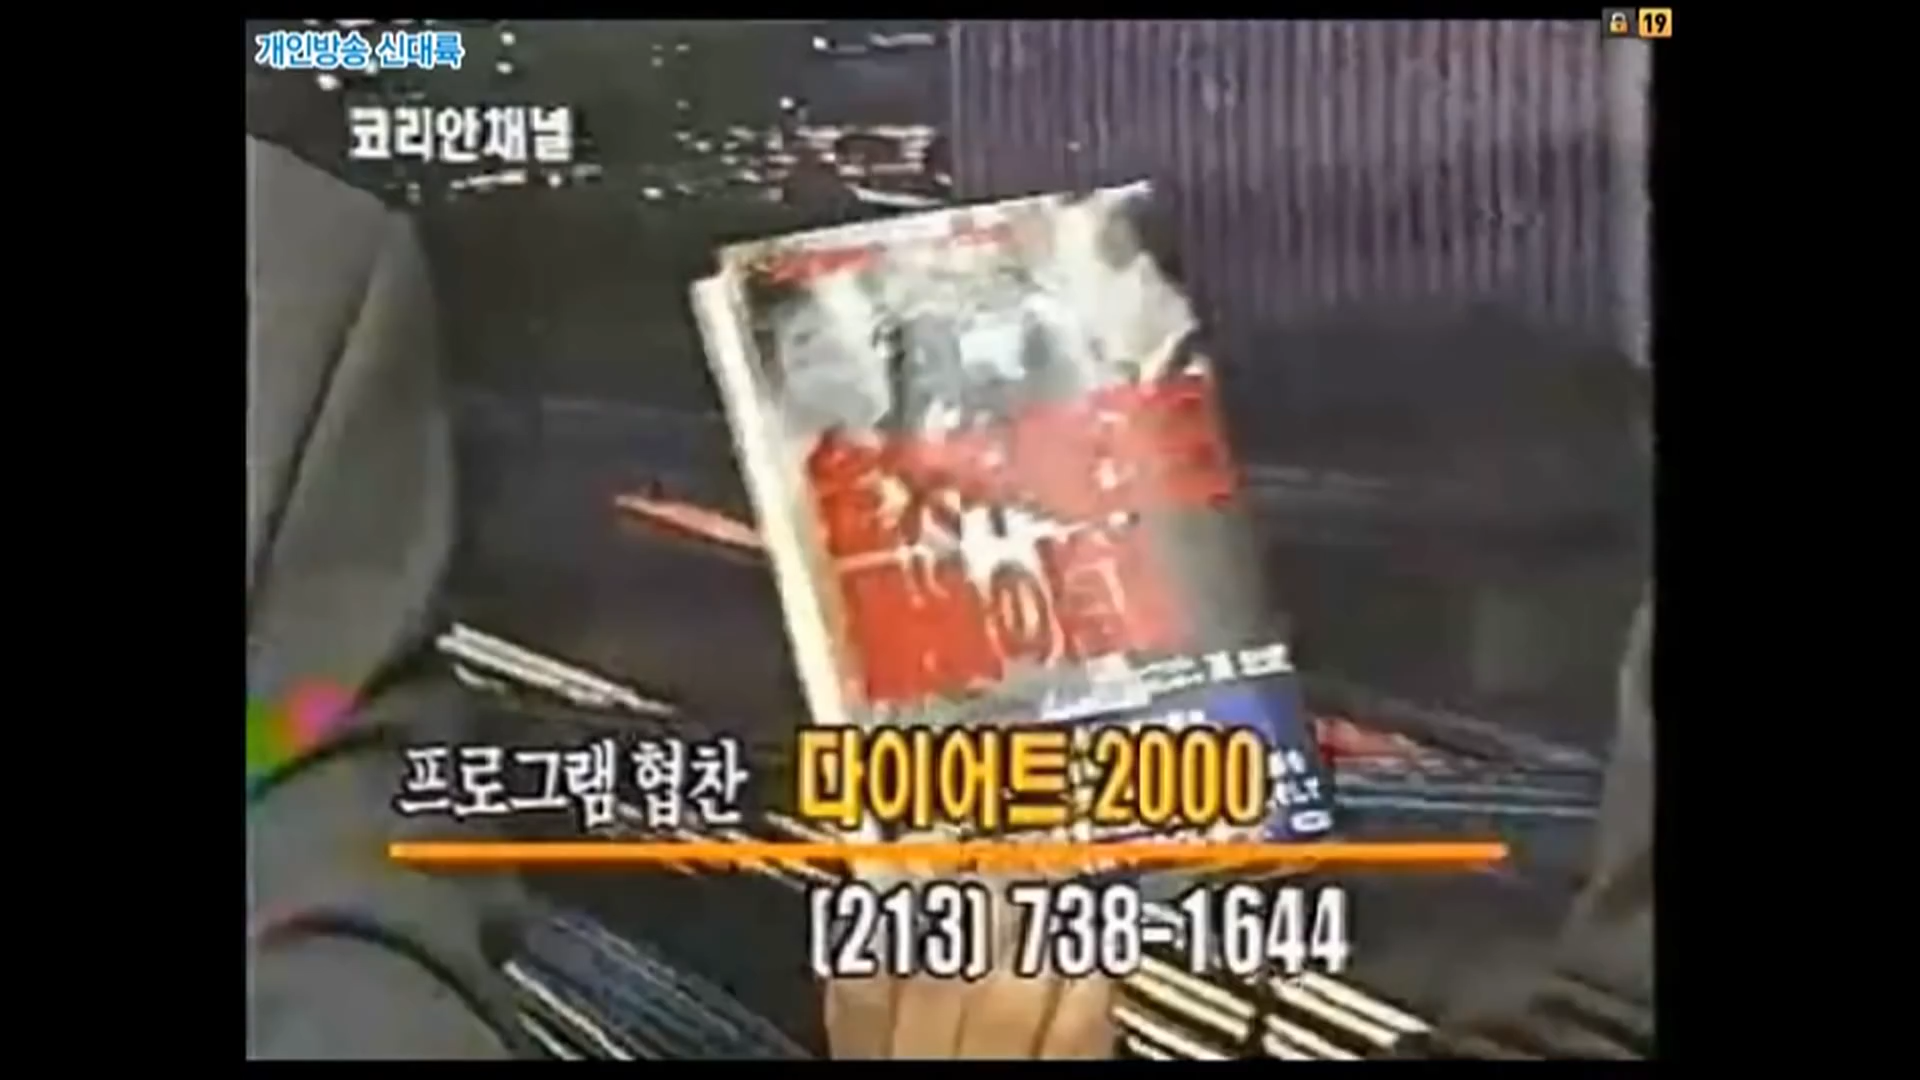 19
개인방송 신대륙
코리안채널
프로그램 협찬 다이어트 2000
(213) 738-1644